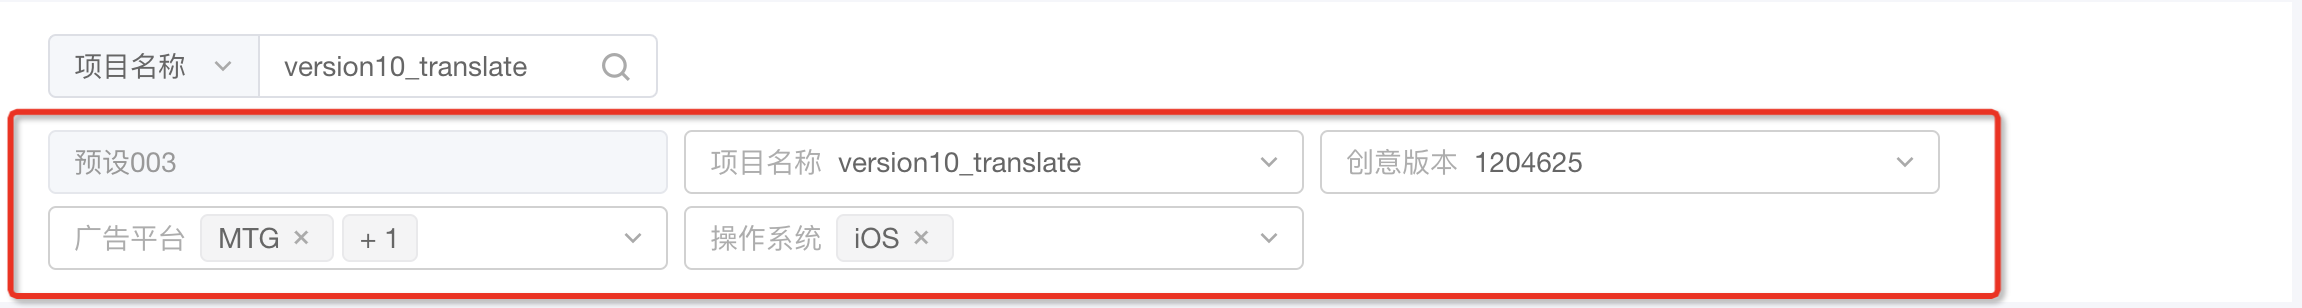 项目名称 version10_translate
预设003 项目名称 version10_translate 创意版本 1204625
广告平台 MTG × + 1 操作系统 iOS ×